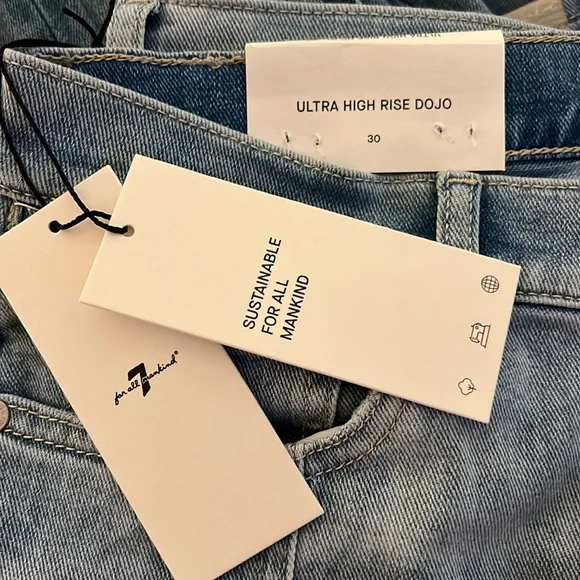 ULTRA HIGH RISE DOJO
30
SUSTAINABLE
FOR ALL
MANKIND
7
for all mankind®